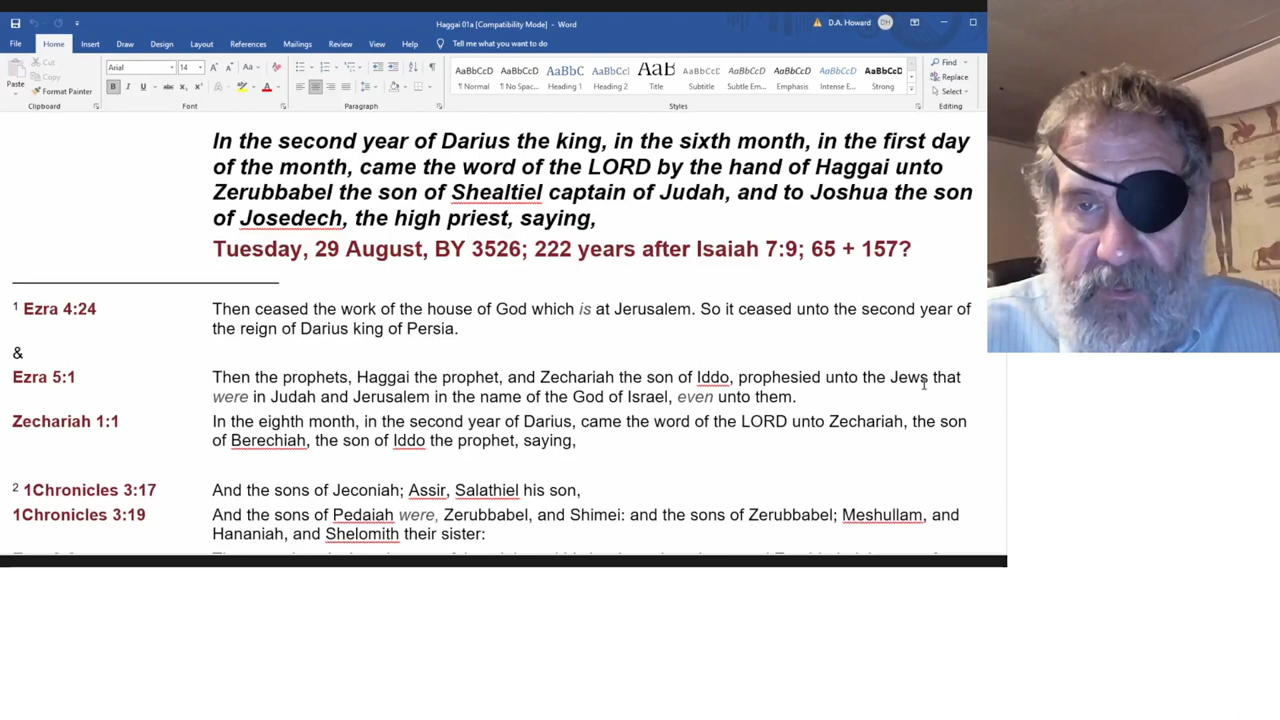 Haggai 01a [Compatibility Mode] - Word
D.A. Howard
DH
File Home Insert Draw Design Layout References Mailings Review View Help Tell me what you want to do
Paste
Cut
Copy
Format Painter
Clipboard
Arial 14
B I U
Font
Paragraph
AaBbCcD AaBbCcD AaBbC AaBbCcl AaB AaBbCcD AaBbCcD AaBbCcD AaBbCcD AaBbCcD
¶ Normal ¶ No Spac... Heading 1 Heading 2 Title Subtitle Subtle Em... Emphasis Intense E... Strong
Styles
Find
Replace
Select
Editing
In the second year of Darius the king, in the sixth month, in the first day
of the month, came the word of the LORD by the hand of Haggai unto
Zerubbabel the son of Shealtiel captain of Judah, and to Joshua the son
of Josedech, the high priest, saying,
Tuesday, 29 August, BY 3526; 222 years after Isaiah 7:9; 65 + 157?
1 Ezra 4:24 Then ceased the work of the house of God which is at Jerusalem. So it ceased unto the second year of
the reign of Darius king of Persia.
&
Ezra 5:1 Then the prophets, Haggai the prophet, and Zechariah the son of Iddo, prophesied unto the Jews that
were in Judah and Jerusalem in the name of the God of Israel, even unto them.
Zechariah 1:1 In the eighth month, in the second year of Darius, came the word of the LORD unto Zechariah, the son
of Berechiah, the son of Iddo the prophet, saying,
2 1Chronicles 3:17 And the sons of Jeconiah; Assir, Salathiel his son,
1Chronicles 3:19 And the sons of Pedaiah were, Zerubbabel, and Shimei: and the sons of Zerubbabel; Meshullam, and
Hananiah, and Shelomith their sister: